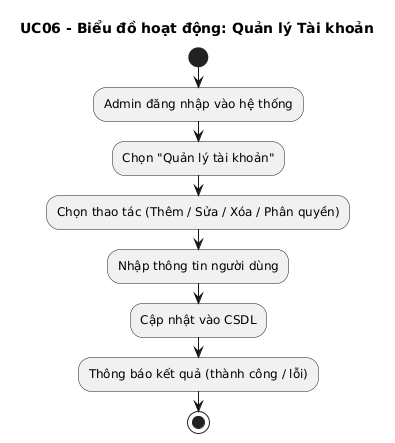 UC06 - Biểu đồ hoạt động: Quản lý Tài khoản
Admin đăng nhập vào hệ thống
Chọn "Quản lý tài khoản"
Chọn thao tác (Thêm / Sửa / Xóa / Phân quyền)
Nhập thông tin người dùng
Cập nhật vào CSDL
Thông báo kết quả (thành công / lỗi)